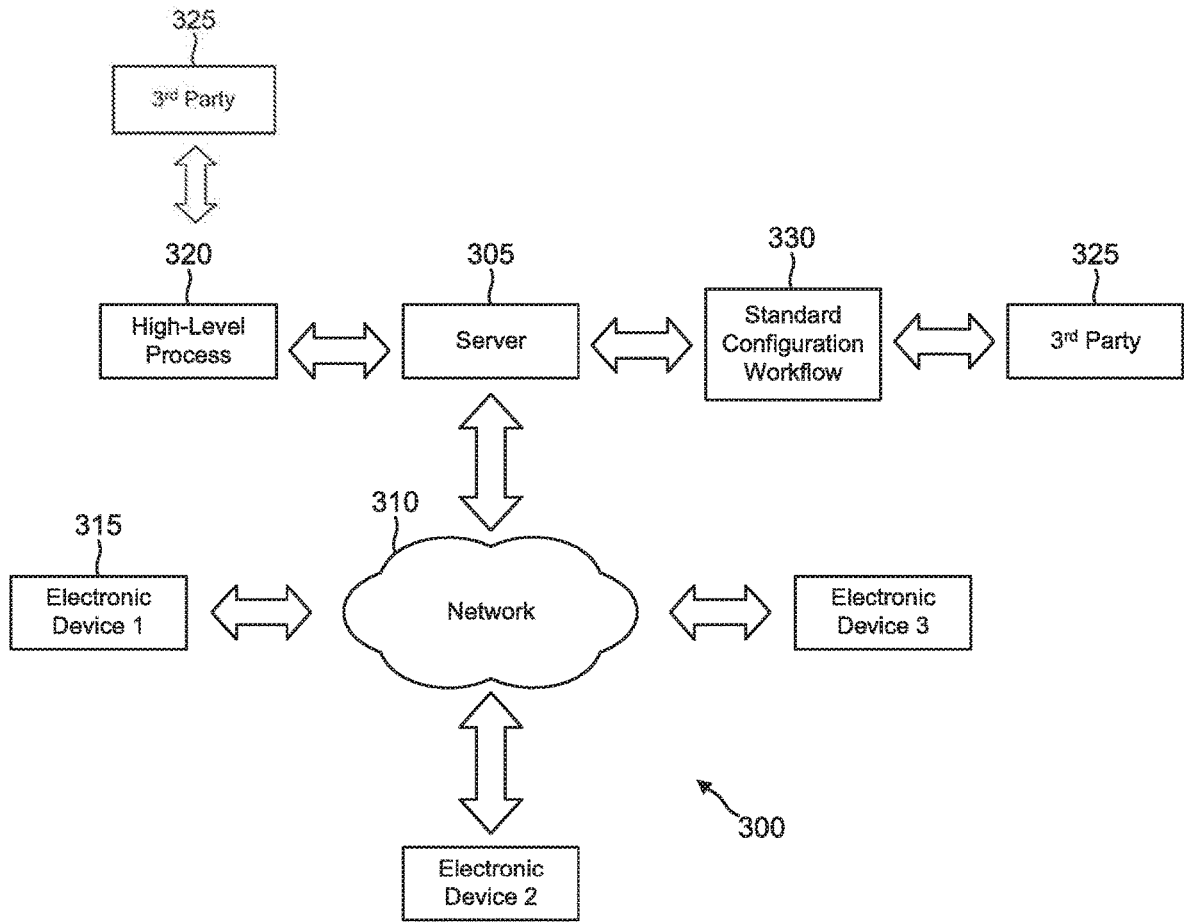 325
3rd Party
320
305
330
325
High-Level
Process
Server
Standard
Configuration
Workflow
3rd Party
310
315
Electronic
Device 1
Network
Electronic
Device 3
300
Electronic
Device 2